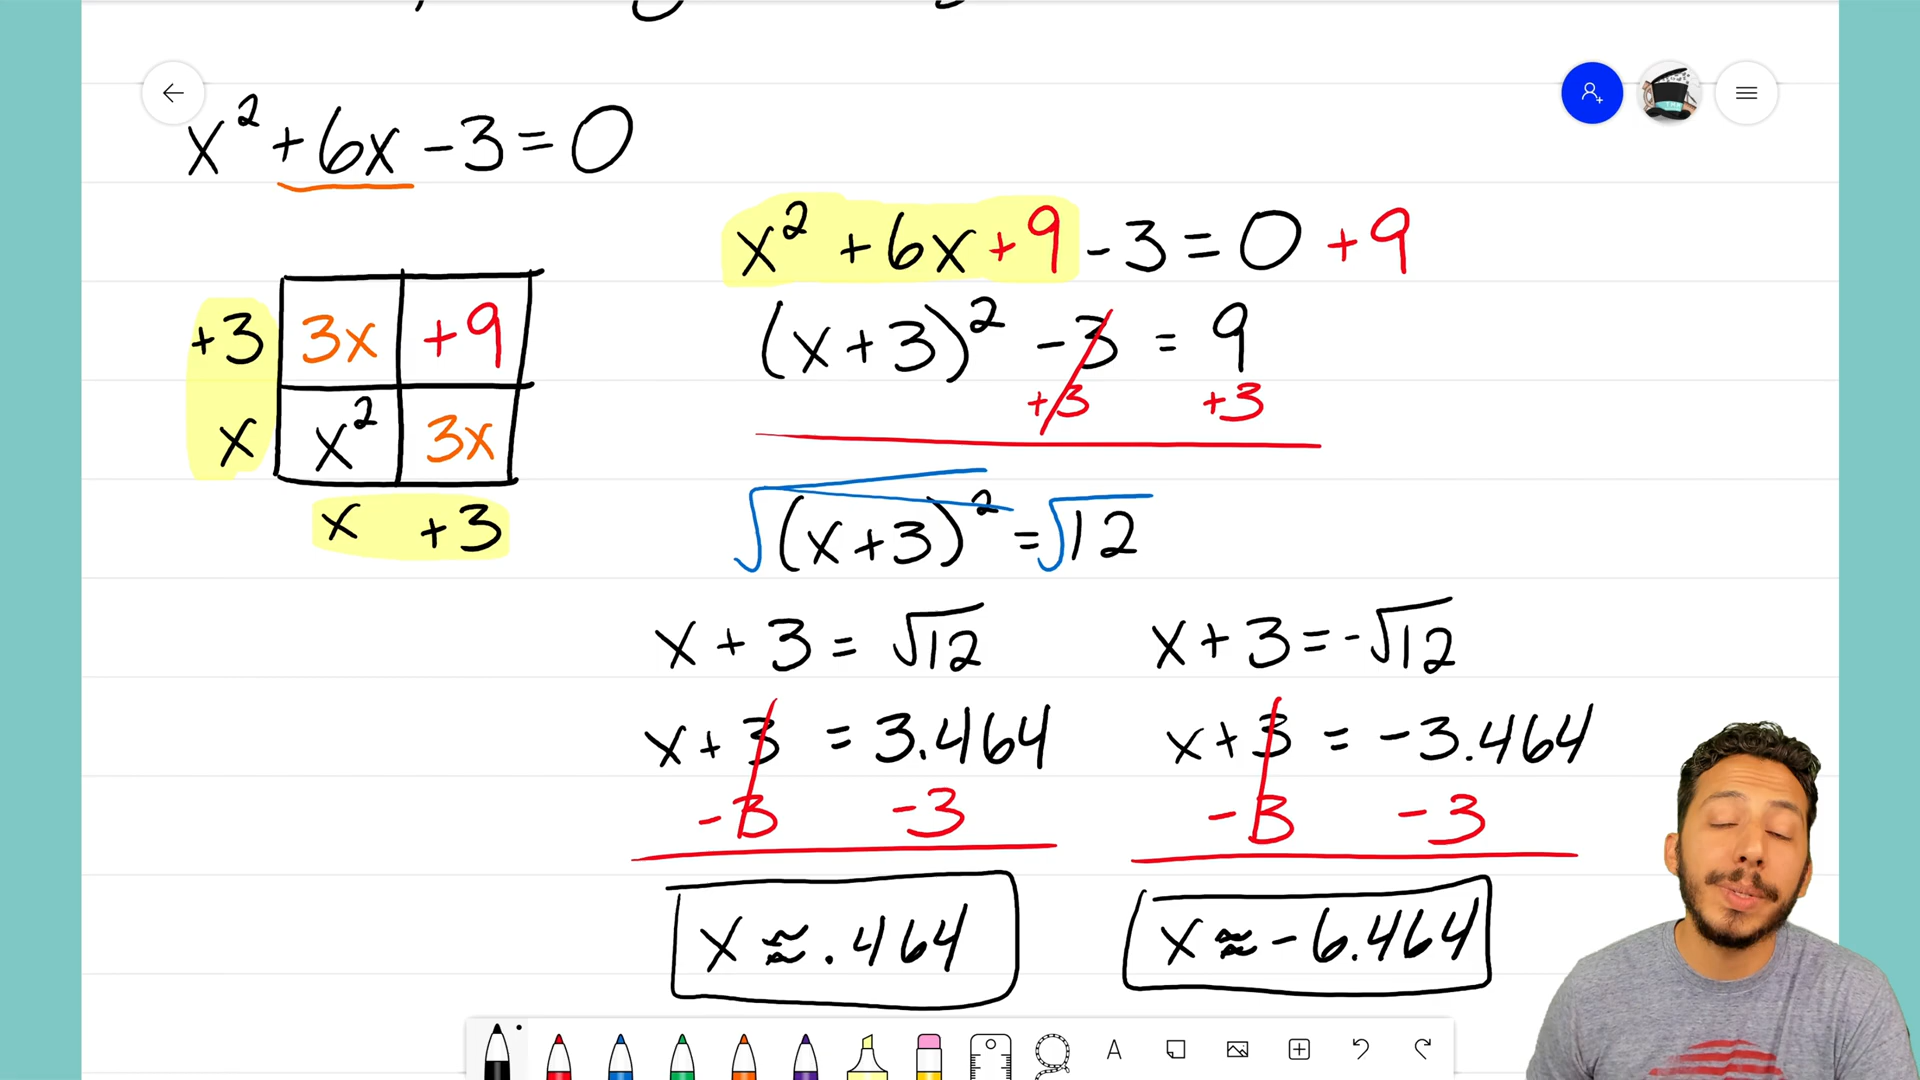 x² + 6x - 3 = 0
x² + 6x + 9 - 3 = 0 + 9
+3 3x +9
x x² 3x
x +3
(x + 3)² - 3 = 9
+3 +3
√(x+3)² = √12
x + 3 = √12
x + 3 = 3.464
-3 -3
x ≈ .464
x + 3 = -√12
x + 3 = -3.464
-3 -3
x ≈ -6.464
A